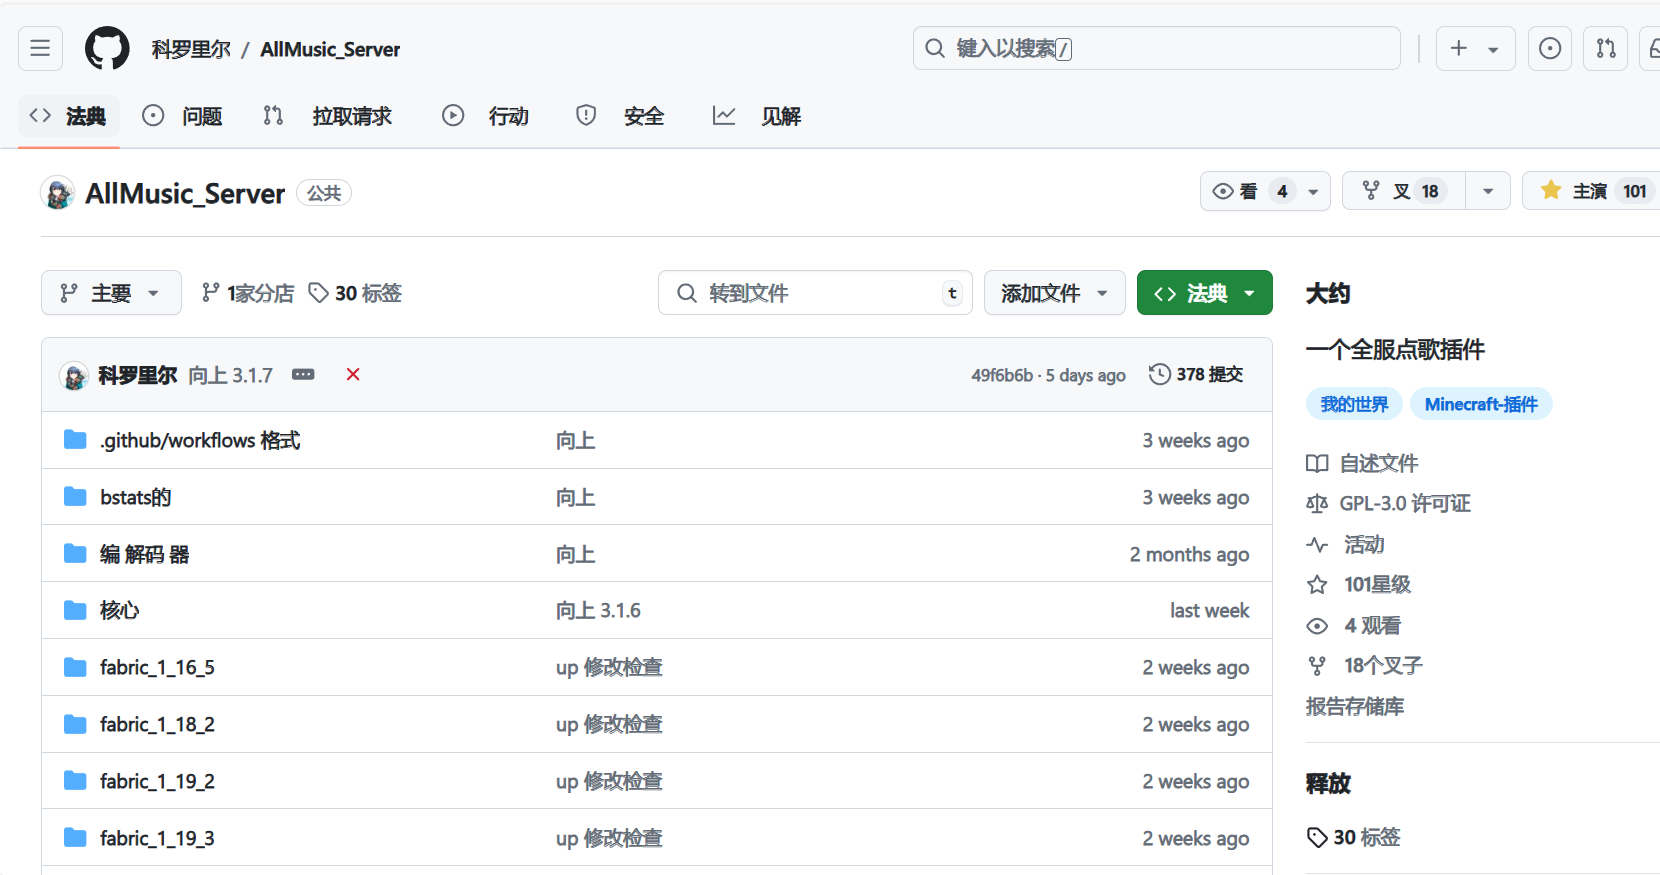 科罗里尔 / AllMusic_Server
键入以搜索/
法典 问题 拉取请求 行动 安全 见解
AllMusic_Server 公共
看 4 叉 18 主演 101
主要 1家分店 30 标签 转到文件 t 添加文件 法典
大约
一个全服点歌插件
我的世界 Minecraft-插件
自述文件
GPL-3.0 许可证
活动
101星级
4 观看
18个叉子
报告存储库
释放
30 标签
科罗里尔 向上 3.1.7 49f6b6b · 5 days ago 378 提交
.github/workflows 格式 向上 3 weeks ago
bstats的 向上 3 weeks ago
编 解码 器 向上 2 months ago
核心 向上 3.1.6 last week
fabric_1_16_5 up 修改检查 2 weeks ago
fabric_1_18_2 up 修改检查 2 weeks ago
fabric_1_19_2 up 修改检查 2 weeks ago
fabric_1_19_3 up 修改检查 2 weeks ago